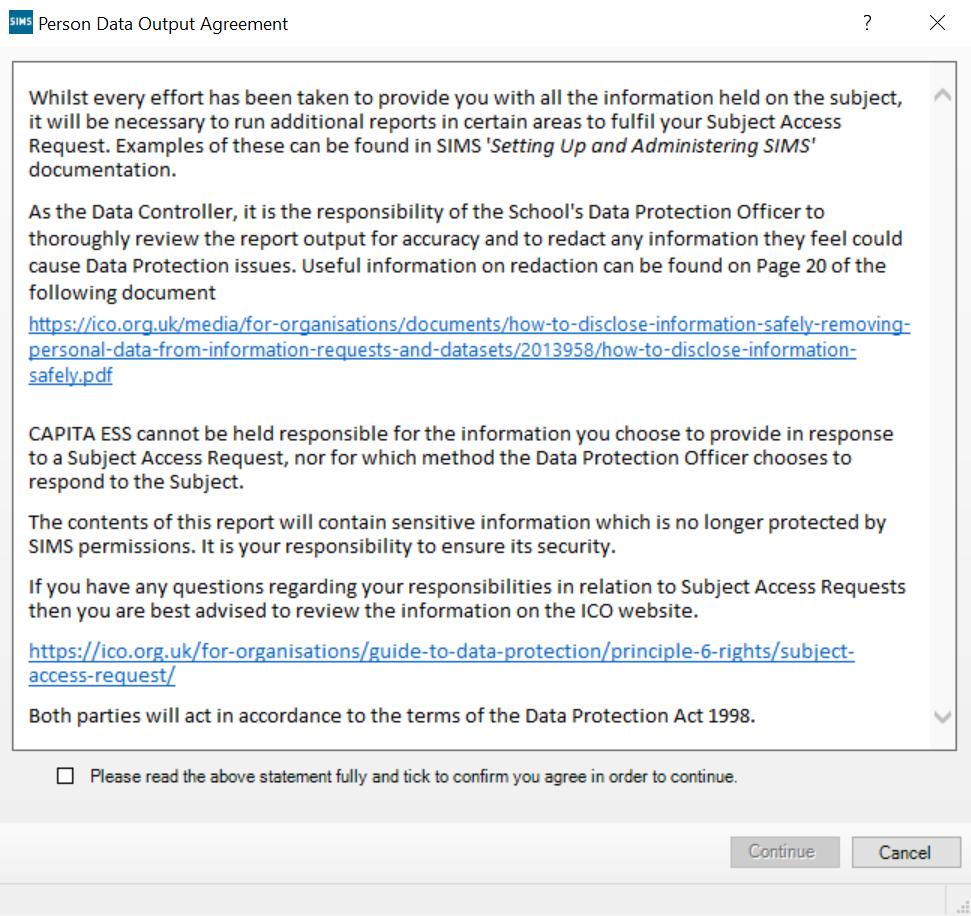 SIMS Person Data Output Agreement
Whilst every effort has been taken to provide you with all the information held on the subject,
it will be necessary to run additional reports in certain areas to fulfil your Subject Access
Request. Examples of these can be found in SIMS 'Setting Up and Administering SIMS'
documentation.
As the Data Controller, it is the responsibility of the School's Data Protection Officer to
thoroughly review the report output for accuracy and to redact any information they feel could
cause Data Protection issues. Useful information on redaction can be found on Page 20 of the
following document
https://ico.org.uk/media/for-organisations/documents/how-to-disclose-information-safely-removing-
personal-data-from-information-requests-and-datasets/2013958/how-to-disclose-information-
safely.pdf
CAPITA ESS cannot be held responsible for the information you choose to provide in response
to a Subject Access Request, nor for which method the Data Protection Officer chooses to
respond to the Subject.
The contents of this report will contain sensitive information which is no longer protected by
SIMS permissions. It is your responsibility to ensure its security.
If you have any questions regarding your responsibilities in relation to Subject Access Requests
then you are best advised to review the information on the ICO website.
https://ico.org.uk/for-organisations/guide-to-data-protection/principle-6-rights/subject-
access-request/
Both parties will act in accordance to the terms of the Data Protection Act 1998.
Please read the above statement fully and tick to confirm you agree in order to continue.
Continue Cancel